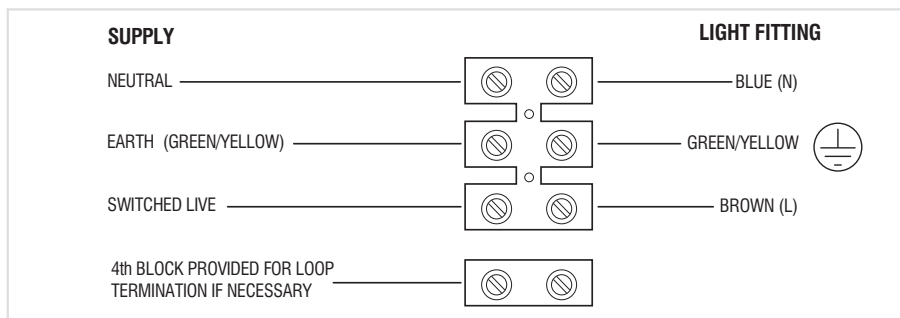 SUPPLY
LIGHT FITTING
NEUTRAL
BLUE (N)
EARTH (GREEN/YELLOW)
GREEN/YELLOW
SWITCHED LIVE
BROWN (L)
4th BLOCK PROVIDED FOR LOOP
TERMINATION IF NECESSARY